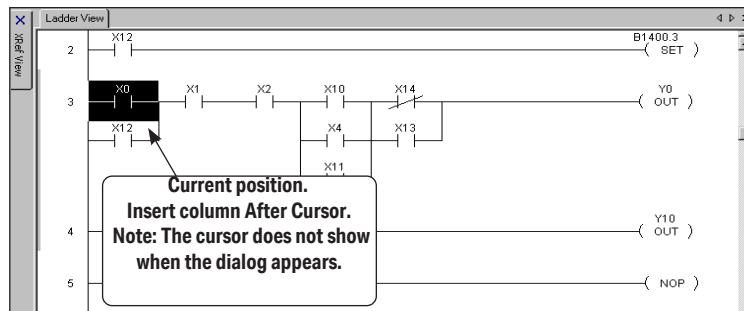 Ladder View
XRef View
X12
B1400.3
2
SET
X0 X1 X2 X10 X14
Y0
3
OUT
X12 X4 X13
X11
Current position.
Insert column After Cursor.
Note: The cursor does not show
when the dialog appears.
Y10
4
OUT
5
NOP